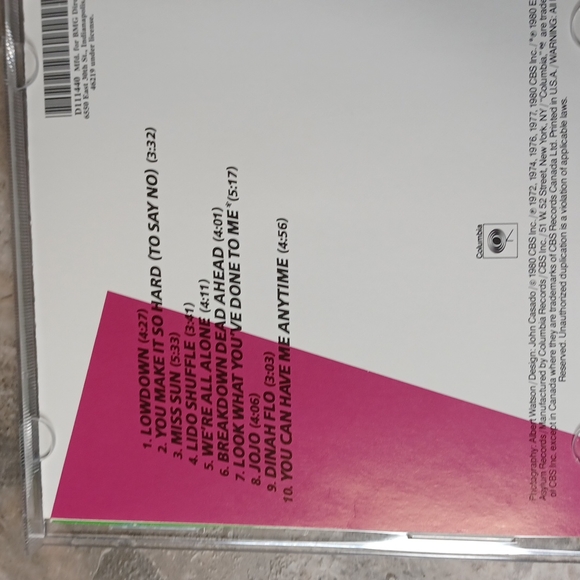 D111440 Mfd. for BMG Dire
6550 East 30th St., Indianapolis,
46219 under license.
1. LOWDOWN (4:27)
2. YOU MAKE IT SO HARD (TO SAY NO) (3:32)
3. MISS SUN (5:33)
4. LIDO SHUFFLE (3:41)
5. WE'RE ALL ALONE (4:11)
6. BREAKDOWN DEAD AHEAD (4:01)
7. LOOK WHAT YOU'VE DONE TO ME*(5:17)
8. JOJO (4:06)
9. DINAH FLO (3:03)
10. YOU CAN HAVE ME ANYTIME (4:56)
Columbia
Photography: Albert Watson/Design: John Casado/℗ 1980 CBS Inc./℗ 1972, 1974, 1976, 1977, 1980 CBS Inc./*℗ 1980 E
Asylum Records/Manufactured by Columbia Records/CBS Inc./51 W. 52 Street, New York, NY/"Columbia," are trade
of CBS Inc. except in Canada where they are trademarks of CBS Records Canada Ltd. Printed in U.S.A./WARNING: All
Reserved. Unauthorized duplication is a violation of applicable laws.